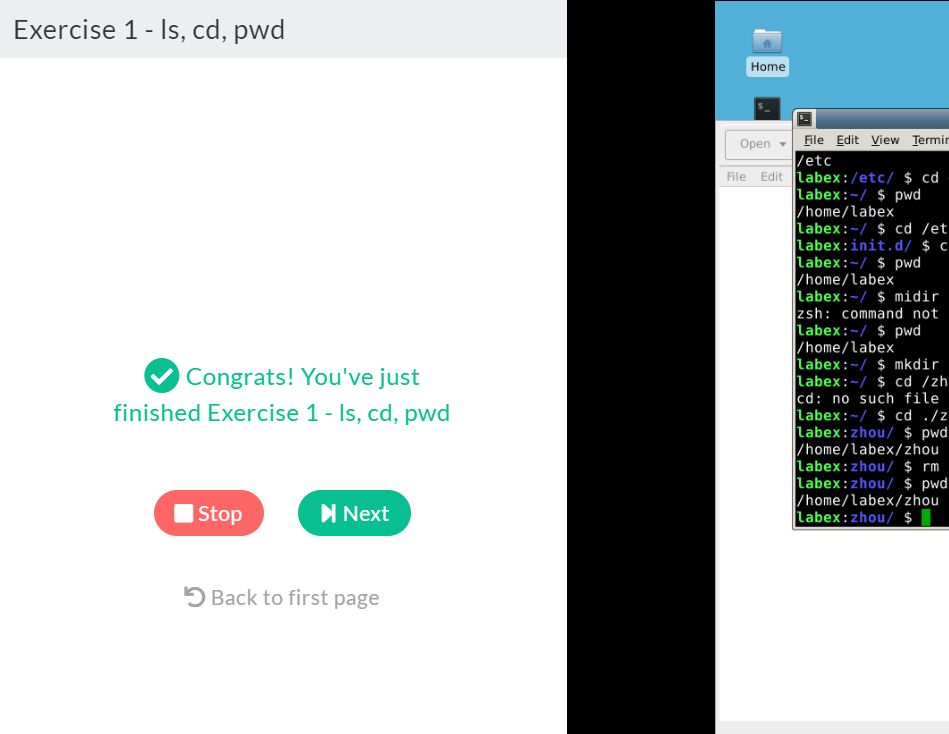 Exercise 1 - ls, cd, pwd
Congrats! You've just
finished Exercise 1 - ls, cd, pwd
Stop
Next
Back to first page
Home
$_
Open
File Edit
File Edit View
/etc
labex:/etc/ $ cd
labex:~/ $ pwd
/home/labex
labex:~/ $ cd /et
labex:init.d/ $ c
labex:~/ $ pwd
/home/labex
labex:~/ $ midir
zsh: command not
labex:~/ $ pwd
/home/labex
labex:~/ $ mkdir
labex:~/ $ cd /zh
cd: no such file
labex:~/ $ cd ./z
labex:zhou/ $ pwd
/home/labex/zhou
labex:zhou/ $ rm
labex:zhou/ $ pwd
/home/labex/zhou
labex:zhou/ $